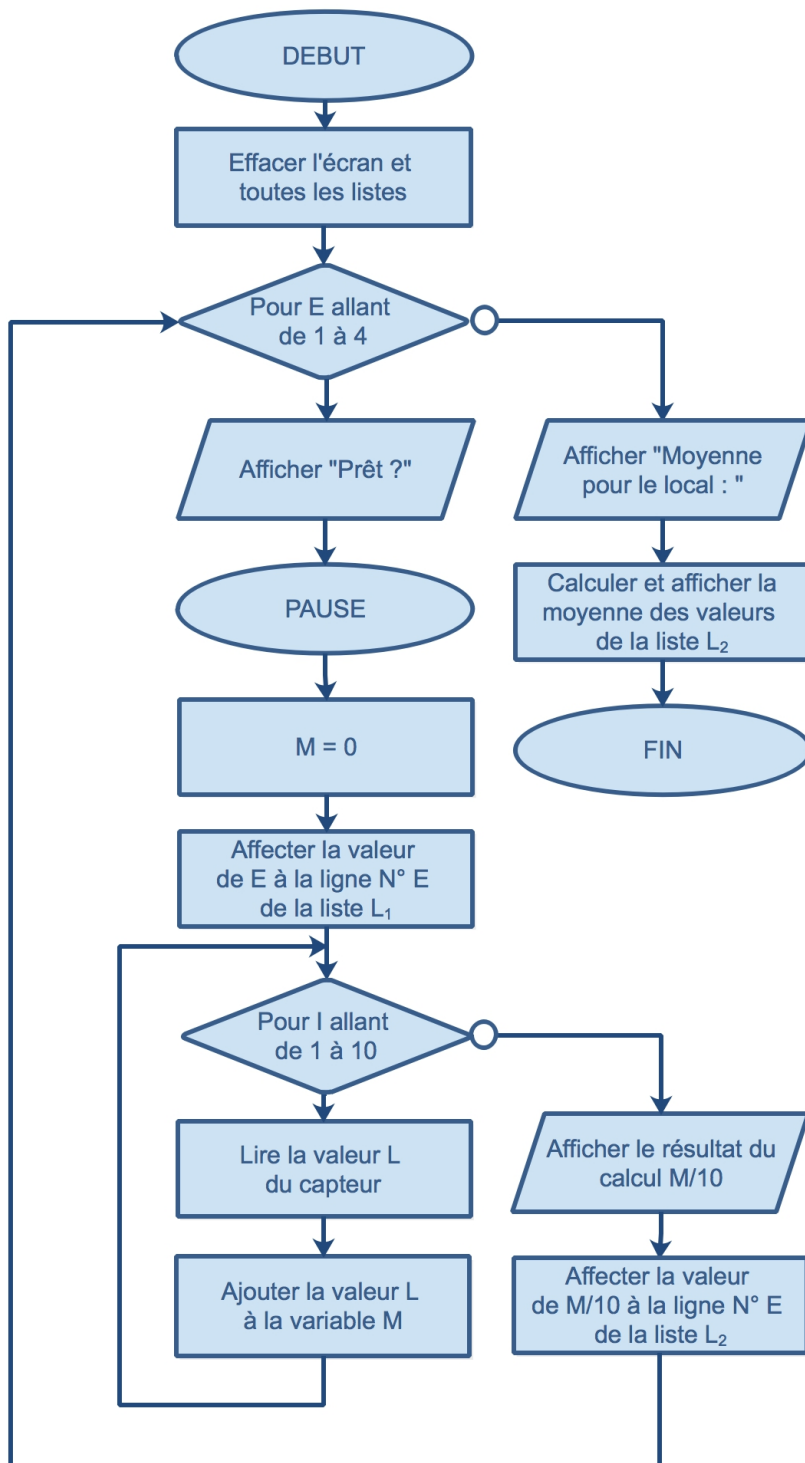 DEBUT
Effacer l'écran et
toutes les listes
Pour E allant
de 1 à 4
Afficher "Prêt ?"
Afficher "Moyenne
pour le local : "
PAUSE
Calculer et afficher la
moyenne des valeurs
de la liste L₂
M = 0
FIN
Affecter la valeur
de E à la ligne N° E
de la liste L₁
Pour I allant
de 1 à 10
Lire la valeur L
du capteur
Afficher le résultat du
calcul M/10
Ajouter la valeur L
à la variable M
Affecter la valeur
de M/10 à la ligne N° E
de la liste L₂